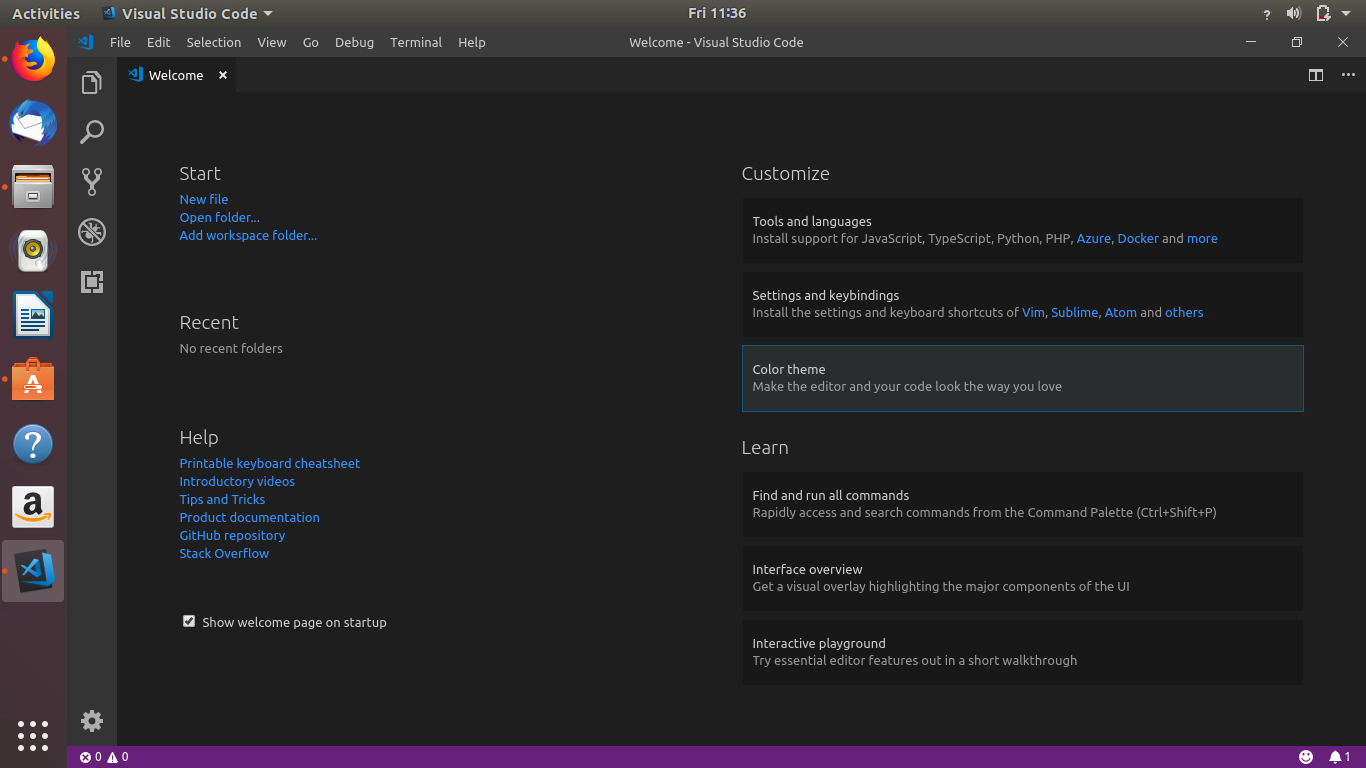 Activities
Visual Studio Code
Fri 11:36
?
File Edit Selection View Go Debug Terminal Help
Welcome - Visual Studio Code
Welcome
Start
New file
Open folder...
Add workspace folder...
Recent
No recent folders
Help
Printable keyboard cheatsheet
Introductory videos
Tips and Tricks
Product documentation
GitHub repository
Stack Overflow
Show welcome page on startup
Customize
Tools and languages
Install support for JavaScript, TypeScript, Python, PHP, Azure, Docker and more
Settings and keybindings
Install the settings and keyboard shortcuts of Vim, Sublime, Atom and others
Color theme
Make the editor and your code look the way you love
Learn
Find and run all commands
Rapidly access and search commands from the Command Palette (Ctrl+Shift+P)
Interface overview
Get a visual overlay highlighting the major components of the UI
Interactive playground
Try essential editor features out in a short walkthrough
A
?
a
0 0
1